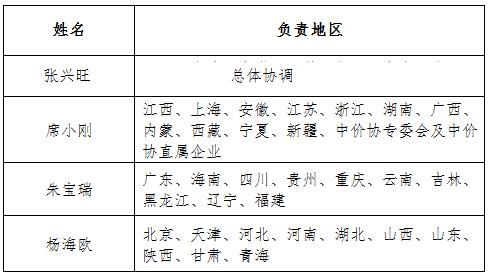 姓名 负责地区
张兴旺 总体协调
席小刚 江西、上海、安徽、江苏、浙江、湖南、广西、
内蒙、西藏、宁夏、新疆、中价协专委会及中价
协直属企业
朱宝瑞 广东、海南、四川、贵州、重庆、云南、吉林、
黑龙江、辽宁、福建
杨海欧 北京、天津、河北、河南、湖北、山西、山东、
陕西、甘肃、青海